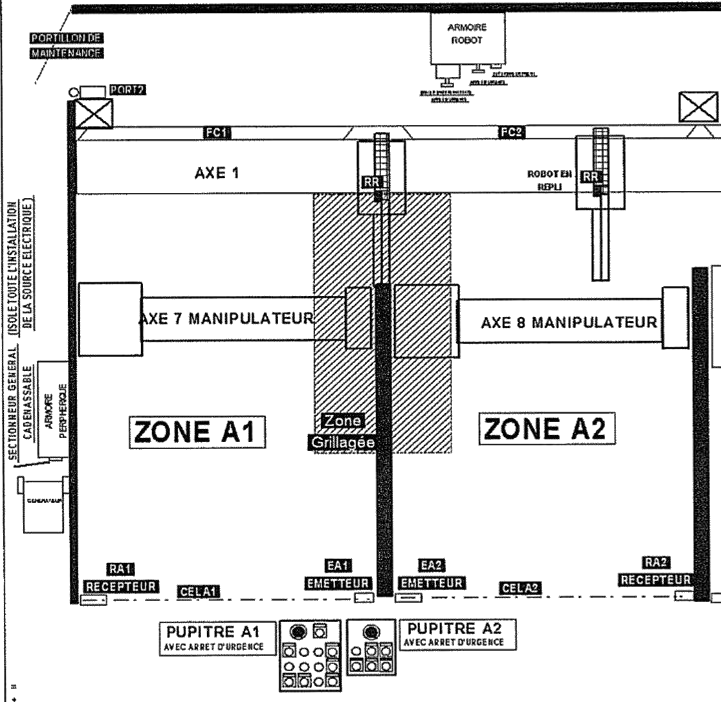 PORTILLON DE
MAINTENANCE
ARMOIRE
ROBOT
PORT2
FC1
FC2
AXE 1
RR
ROBOT EN
REPLI
RR
SECTIONNEUR GENERAL (ISOLE TOUTE L'INSTALLATION
CADENASSABLE DE LA SOURCE ELECTRIQUE)
AXE 7 MANIPULATEUR
AXE 8 MANIPULATEUR
ARMOIRE
PERIPHERIQUE
ZONE A1
Zone
Grillagée
ZONE A2
GENERATEUR
RA1
RECEPTEUR
CELA1
EA1
EMETTEUR
EA2
EMETTEUR
CELA2
RA2
RECEPTEUR
PUPITRE A1
AVEC ARRET D'URGENCE
PUPITRE A2
AVEC ARRET D'URGENCE